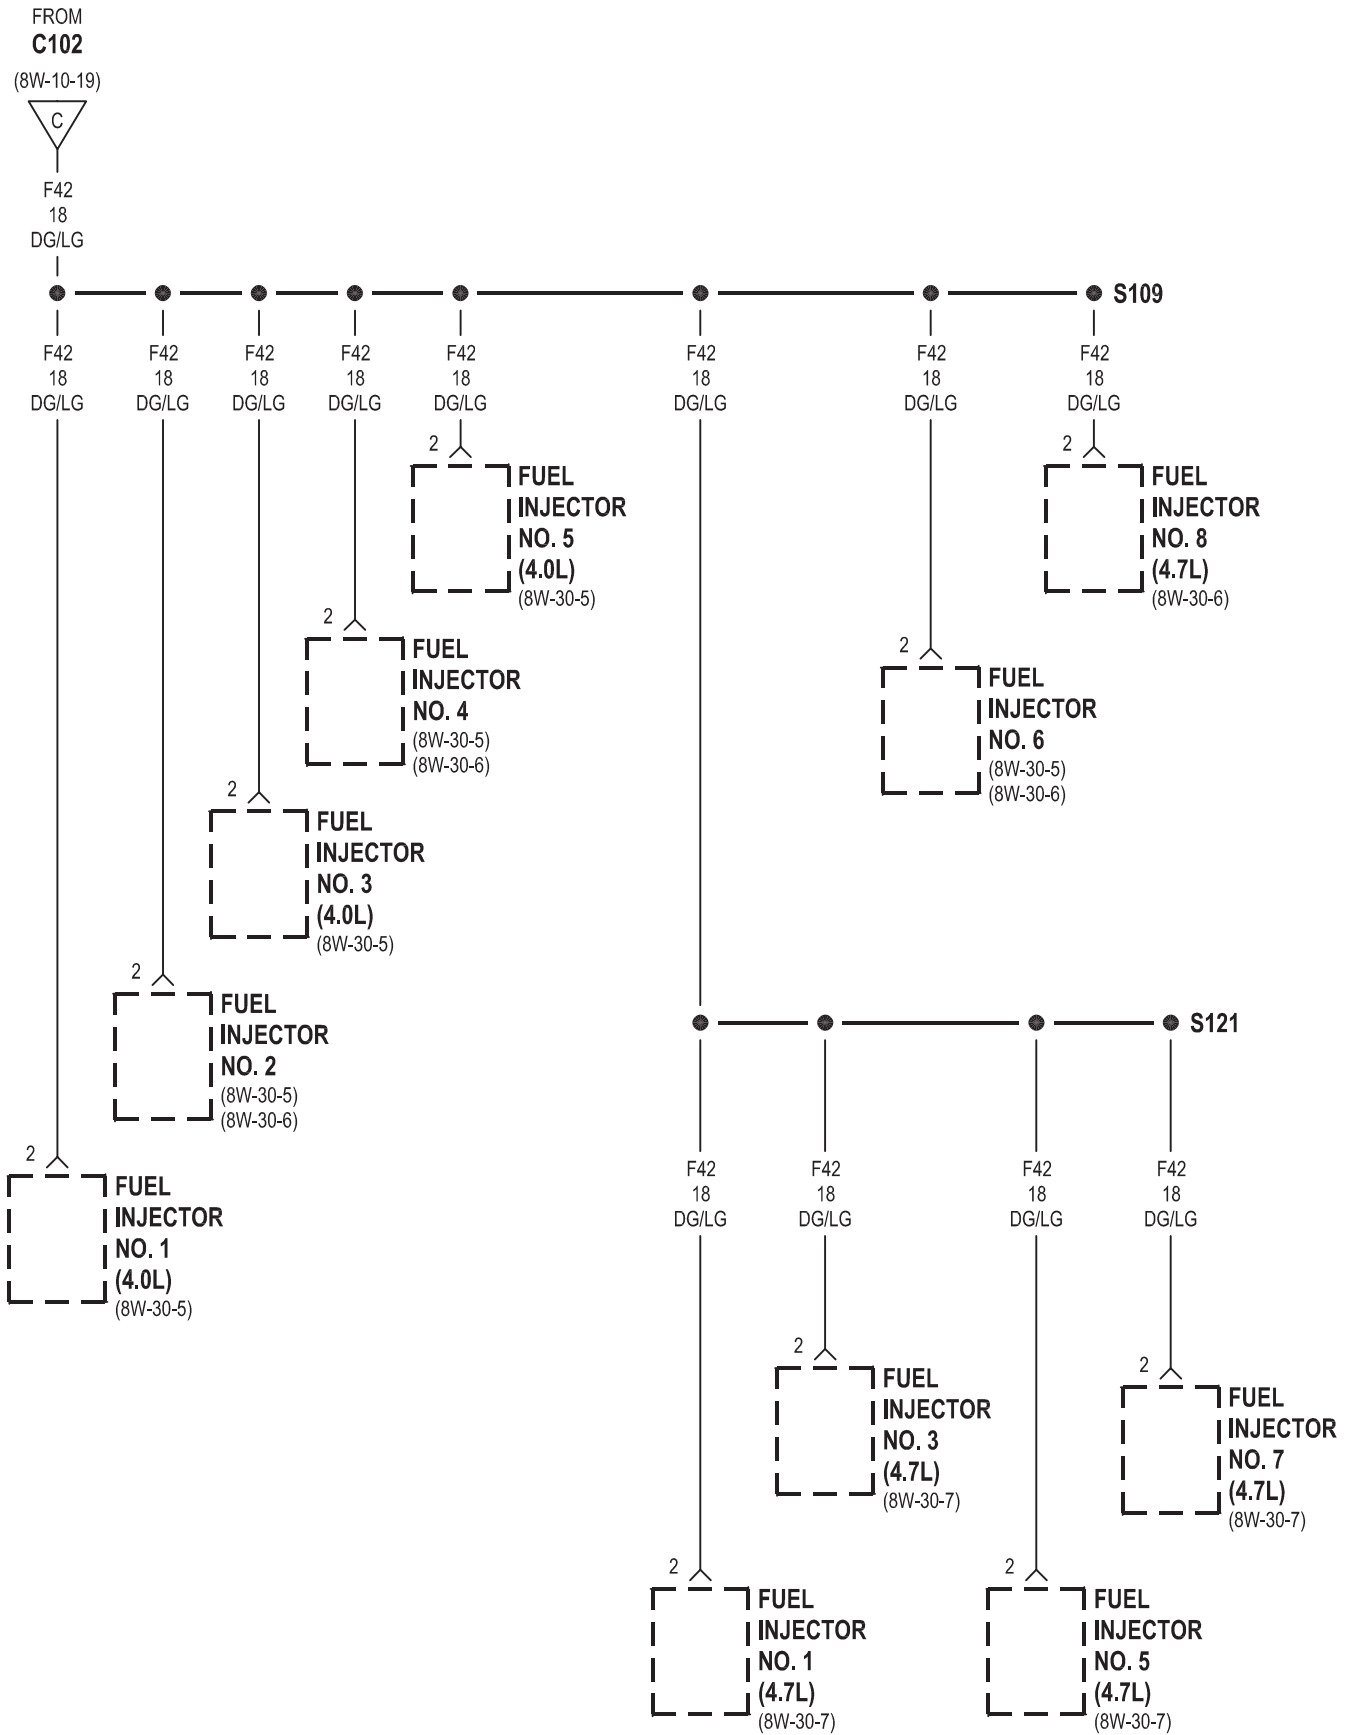 FROM
C102
(8W-10-19)
C
F42
18
DG/LG
S109
F42
18
DG/LG
F42
18
DG/LG
F42
18
DG/LG
F42
18
DG/LG
F42
18
DG/LG
F42
18
DG/LG
F42
18
DG/LG
F42
18
DG/LG
2
FUEL
INJECTOR
NO. 5
(4.0L)
(8W-30-5)
2
FUEL
INJECTOR
NO. 8
(4.7L)
(8W-30-6)
2
FUEL
INJECTOR
NO. 4
(8W-30-5)
(8W-30-6)
2
FUEL
INJECTOR
NO. 6
(8W-30-5)
(8W-30-6)
2
FUEL
INJECTOR
NO. 3
(4.0L)
(8W-30-5)
2
FUEL
INJECTOR
NO. 2
(8W-30-5)
(8W-30-6)
S121
2
FUEL
INJECTOR
NO. 1
(4.0L)
(8W-30-5)
F42
18
DG/LG
F42
18
DG/LG
F42
18
DG/LG
F42
18
DG/LG
2
FUEL
INJECTOR
NO. 3
(4.7L)
(8W-30-7)
2
FUEL
INJECTOR
NO. 7
(4.7L)
(8W-30-7)
2
FUEL
INJECTOR
NO. 1
(4.7L)
(8W-30-7)
2
FUEL
INJECTOR
NO. 5
(4.7L)
(8W-30-7)